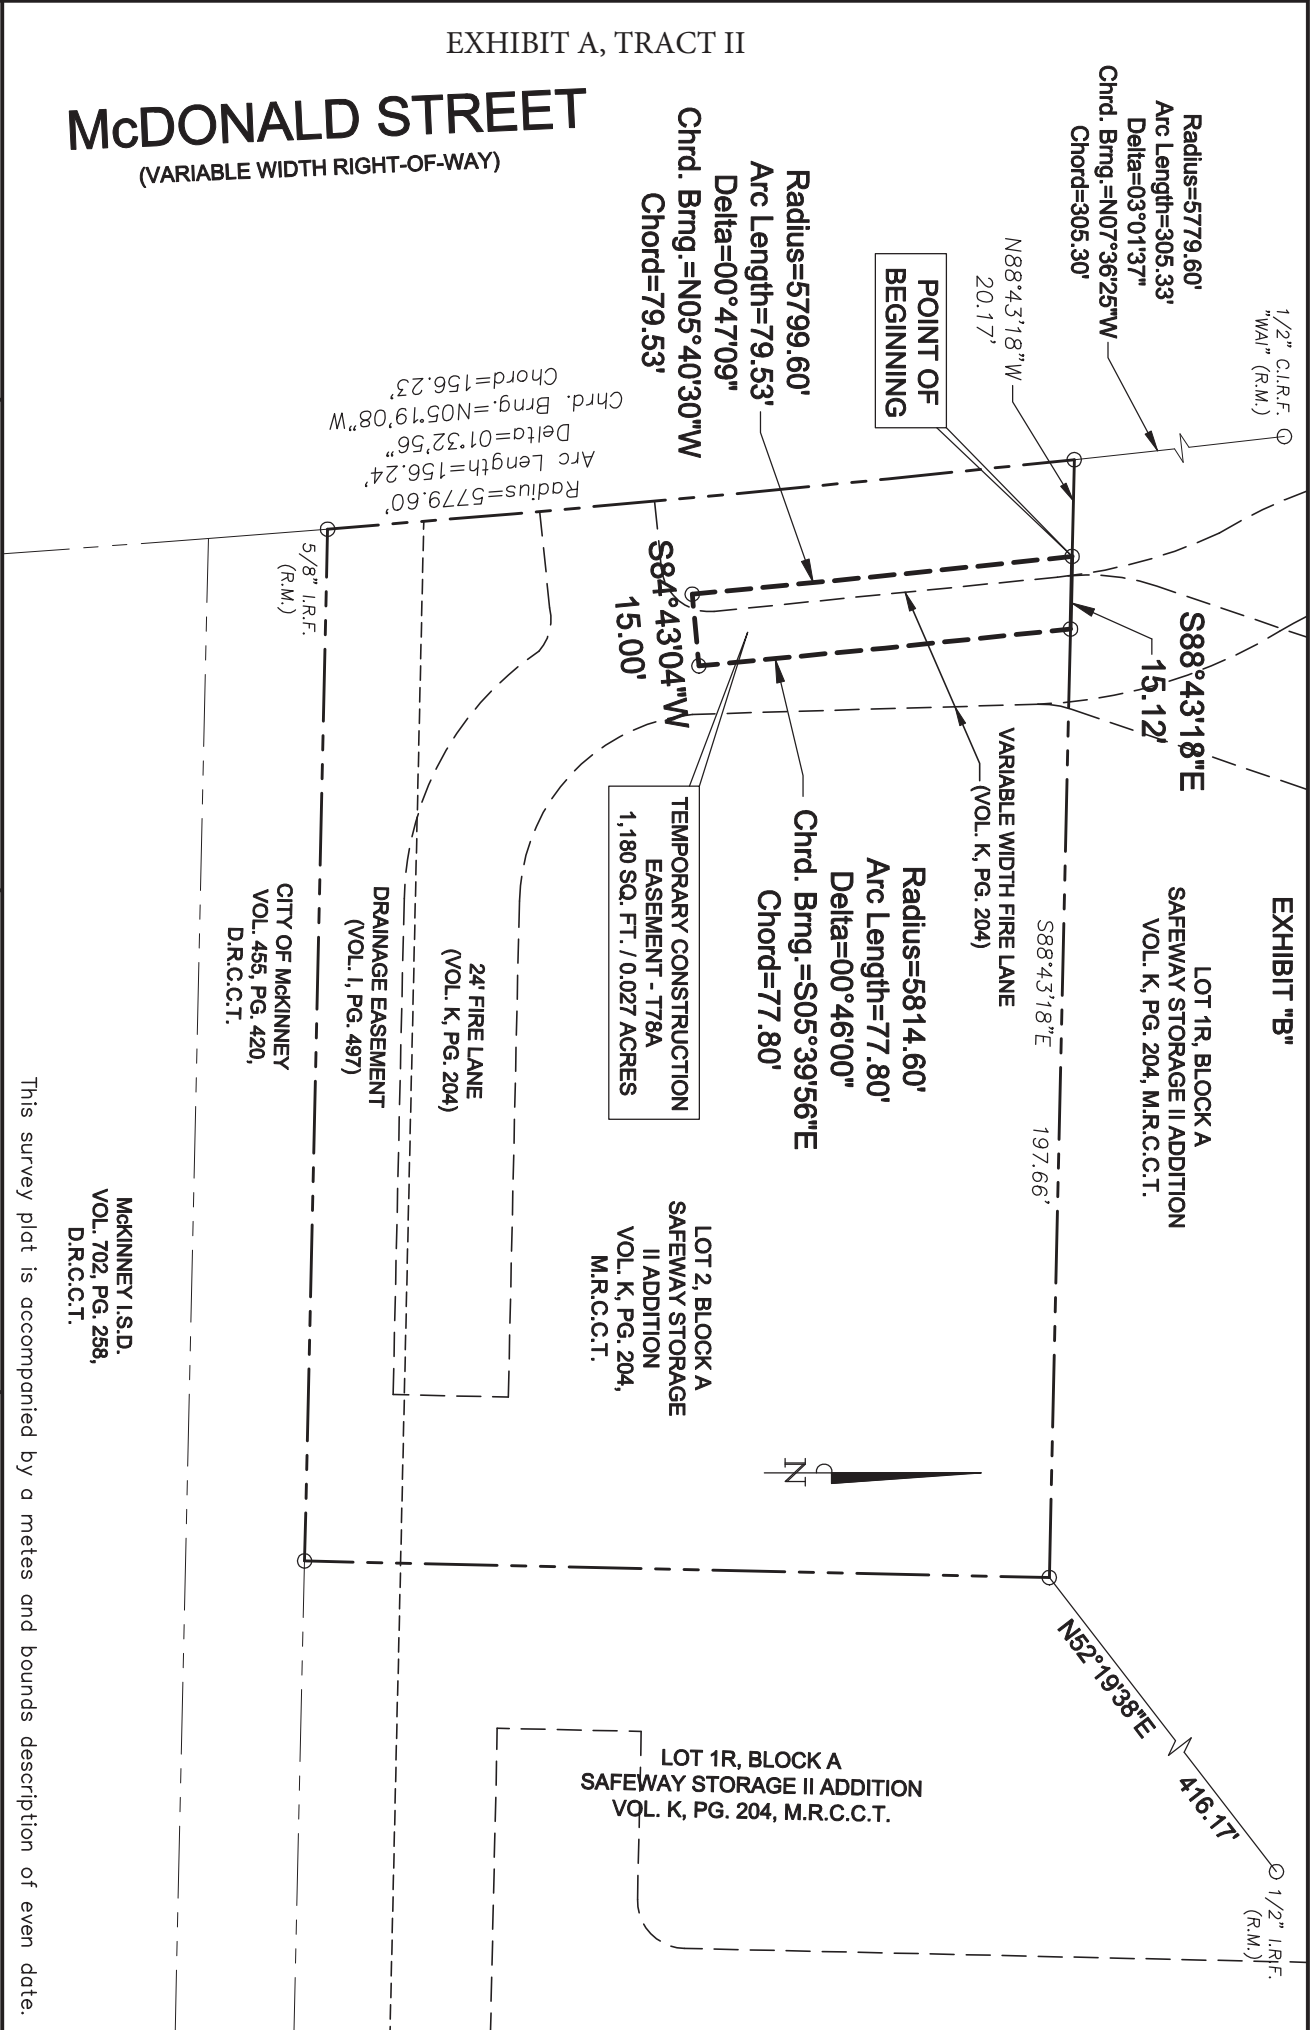 EXHIBIT A, TRACT II
McDONALD STREET
(VARIABLE WIDTH RIGHT-OF-WAY)
EXHIBIT "B"
1/2" C.I.R.F.
"WAI" (R.M.)
Radius=5779.60'
Arc Length=305.33'
Delta=03°01'37"
Chrd. Brng.=N07°36'25"W
Chord=305.30'
N88°43'18"W
20.17'
POINT OF
BEGINNING
Radius=5799.60'
Arc Length=79.53'
Delta=00°47'09"
Chrd. Brng.=N05°40'30"W
Chord=79.53'
Radius=5779.60'
Arc Length=156.24'
Delta=01°32'56"
Chrd. Brng.=N05°19'08"W
Chord=156.23'
5/8" I.R.F.
(R.M.)
S84°43'04"W
15.00'
S88°43'18"E
15.12'
LOT 1R, BLOCK A
SAFEWAY STORAGE II ADDITION
VOL. K, PG. 204, M.R.C.C.T.
S88°43'18"E
197.66'
VARIABLE WIDTH FIRE LANE
(VOL. K, PG. 204)
Radius=5814.60'
Arc Length=77.80'
Delta=00°46'00"
Chrd. Brng.=S05°39'56"E
Chord=77.80'
TEMPORARY CONSTRUCTION
EASEMENT - T78A
1,180 SQ. FT. / 0.027 ACRES
24' FIRE LANE
(VOL. K, PG. 204)
DRAINAGE EASEMENT
(VOL. I, PG. 497)
CITY OF McKINNEY
VOL. 455, PG. 420,
D.R.C.C.T.
LOT 2, BLOCK A
SAFEWAY STORAGE
II ADDITION
VOL. K, PG. 204,
M.R.C.C.T.
McKINNEY I.S.D.
VOL. 702, PG. 258,
D.R.C.C.T.
N
N52°19'38"E
416.17'
1/2" I.R.F.
(R.M.)
LOT 1R, BLOCK A
SAFEWAY STORAGE II ADDITION
VOL. K, PG. 204, M.R.C.C.T.
This survey plat is accompanied by a metes and bounds description of even date.